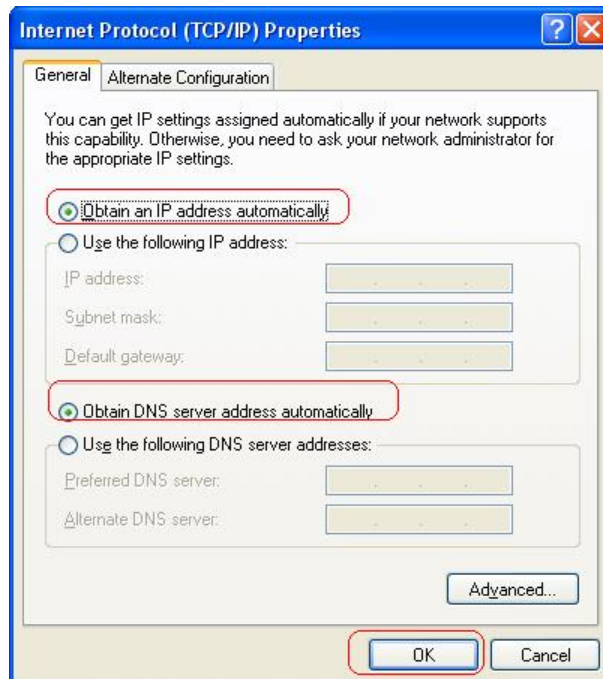 Internet Protocol (TCP/IP) Properties
General
Alternate Configuration
You can get IP settings assigned automatically if your network supports
this capability. Otherwise, you need to ask your network administrator for
the appropriate IP settings.
Obtain an IP address automatically
Use the following IP address:
IP address:
Subnet mask:
Default gateway:
Obtain DNS server address automatically
Use the following DNS server addresses:
Preferred DNS server:
Alternate DNS server:
Advanced...
OK
Cancel